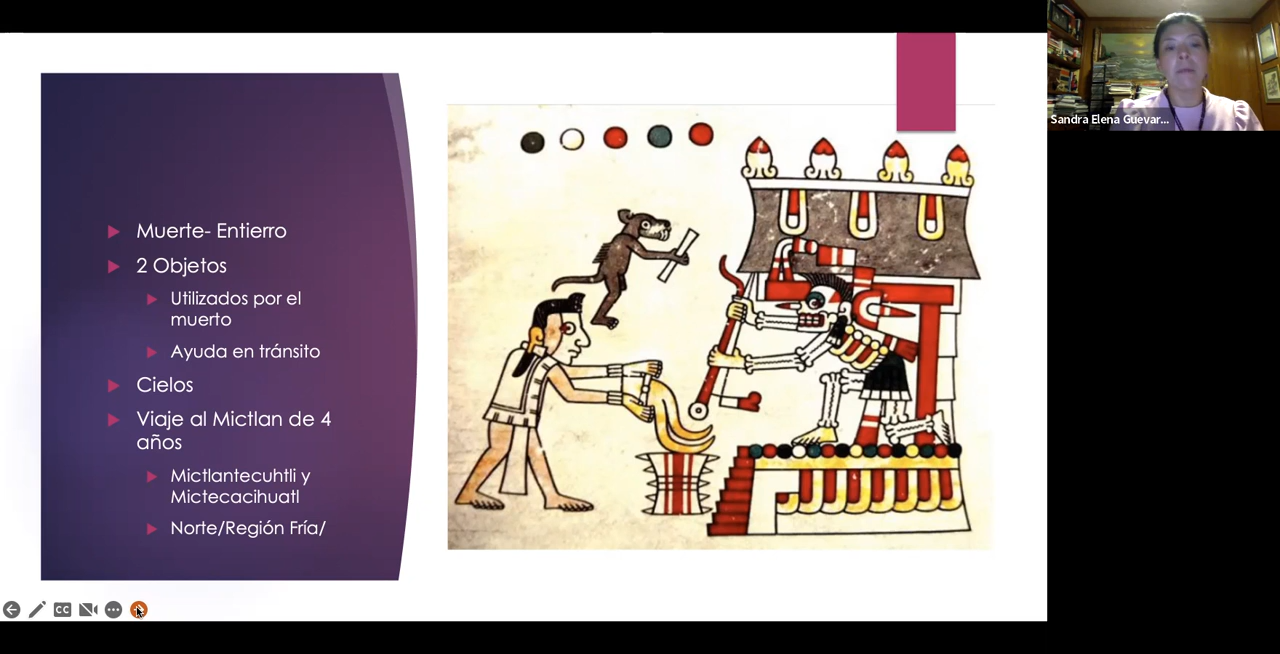 Muerte- Entierro
2 Objetos
Utilizados por el
muerto
Ayuda en tránsito
Cielos
Viaje al Mictlan de 4
años
Mictlantecuhtli y
Mictecacihuatl
Norte/Región Fría/
Sandra Elena Guevar...
CC